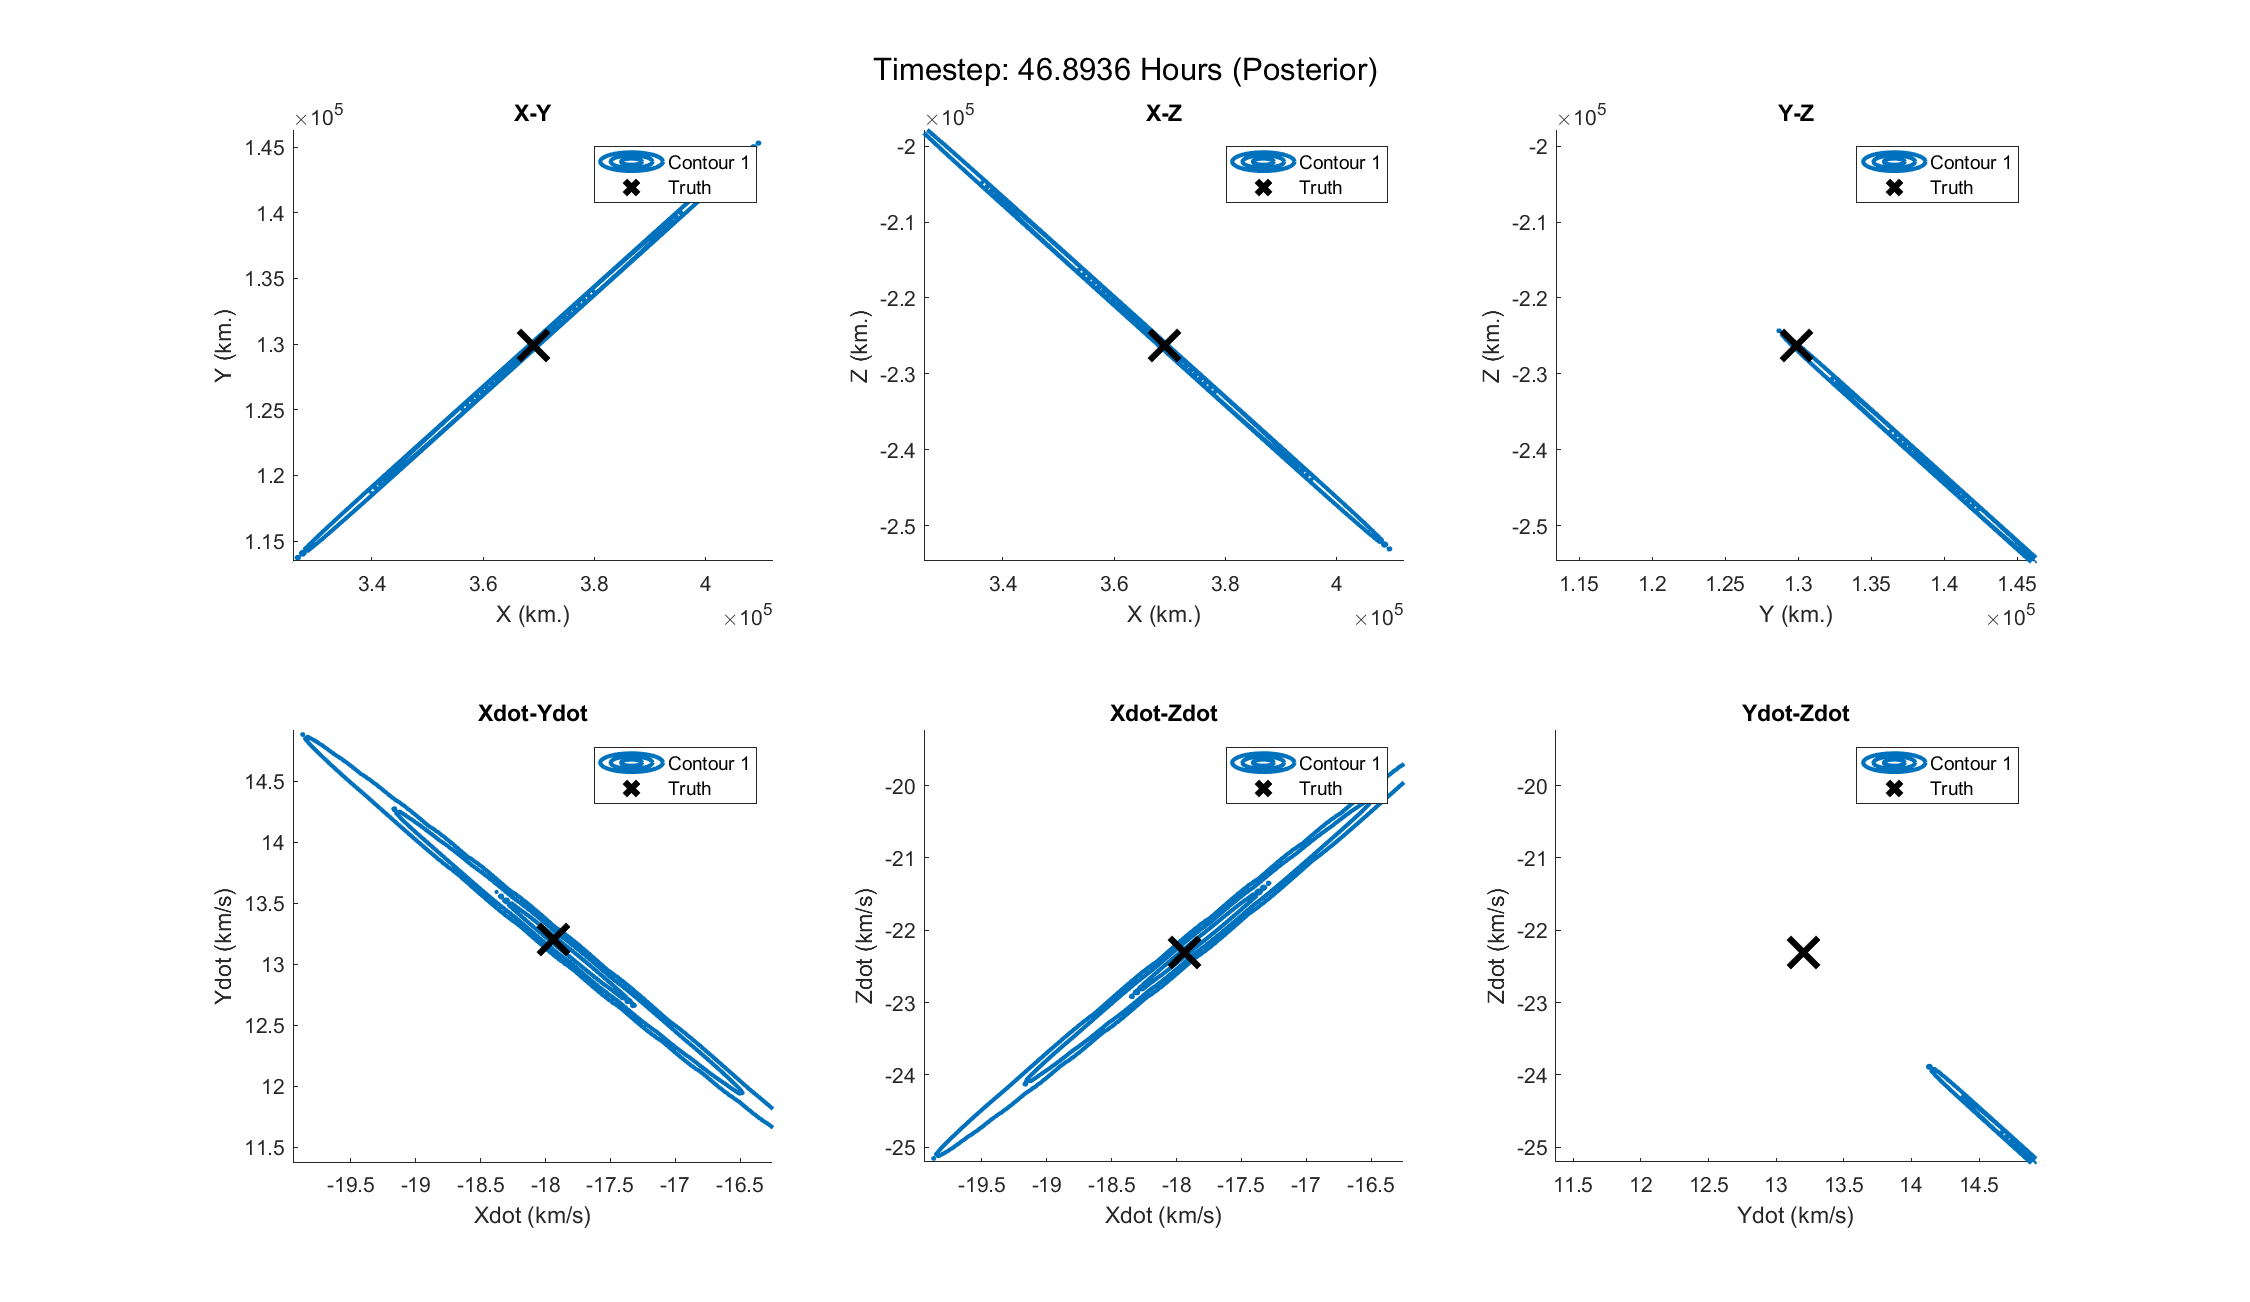 Timestep: 46.8936 Hours (Posterior)
X-Y
×10^5
1.45
1.4
1.35
1.3
1.25
1.2
1.15
Y (km.)
3.4 3.6 3.8 4
X (km.)
×10^5
Contour 1
Truth
X-Z
×10^5
-2
-2.1
-2.2
-2.3
-2.4
-2.5
Z (km.)
3.4 3.6 3.8 4
X (km.)
×10^5
Contour 1
Truth
Y-Z
×10^5
-2
-2.1
-2.2
-2.3
-2.4
-2.5
Z (km.)
1.15 1.2 1.25 1.3 1.35 1.4 1.45
Y (km.)
×10^5
Contour 1
Truth
Xdot-Ydot
14.5
14
13.5
13
12.5
12
11.5
Ydot (km/s)
-19.5 -19 -18.5 -18 -17.5 -17 -16.5
Xdot (km/s)
Contour 1
Truth
Xdot-Zdot
-20
-21
-22
-23
-24
-25
Zdot (km/s)
-19.5 -19 -18.5 -18 -17.5 -17 -16.5
Xdot (km/s)
Contour 1
Truth
Ydot-Zdot
-20
-21
-22
-23
-24
-25
Zdot (km/s)
11.5 12 12.5 13 13.5 14 14.5
Ydot (km/s)
Contour 1
Truth